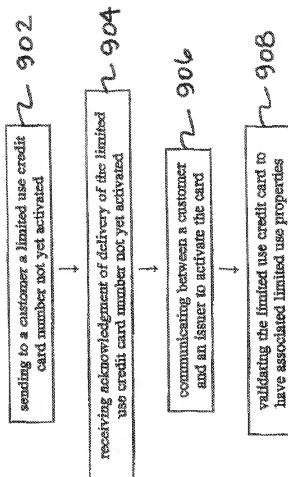 sending to a customer a limited use credit
card number not yet activated
902
receiving acknowledgment of delivery of the limited
use credit card number not yet activated
904
communicating between a customer
and an issuer to activate the card
906
validating the limited use credit card to
have associated limited use properties
908